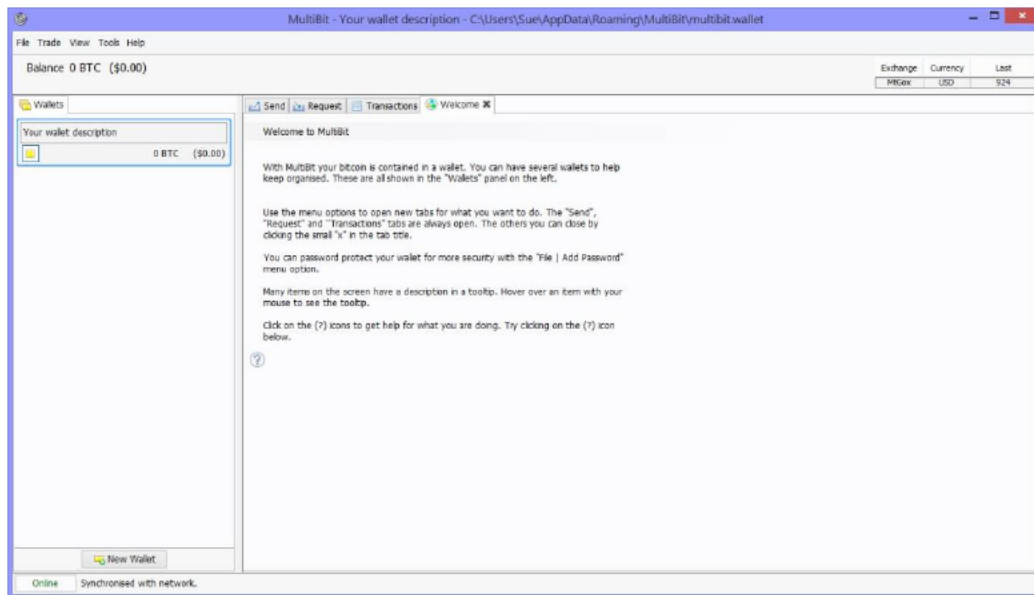 MultiBit - Your wallet description - C:\Users\Sue\AppData\Roaming\MultiBit\multibit.wallet
File Trade View Tools Help
Balance 0 BTC ($0.00)
Exchange Currency Last
MtGox USD 924
Wallets
Your wallet description
0 BTC ($0.00)
New Wallet
Send Request Transactions Welcome
Welcome to MultiBit
With MultiBit your bitcoin is contained in a wallet. You can have several wallets to help
keep organised. These are all shown in the "Wallets" panel on the left.
Use the menu options to open new tabs for what you want to do. The "Send",
"Request" and "Transactions" tabs are always open. The others you can close by
clicking the small "x" in the tab title.
You can password protect your wallet for more security with the "File | Add Password"
menu option.
Many items on the screen have a description in a tooltip. Hover over an item with your
mouse to see the tooltip.
Click on the (?) icons to get help for what you are doing. Try clicking on the (?) icon
below.
?
Online Synchronised with network.